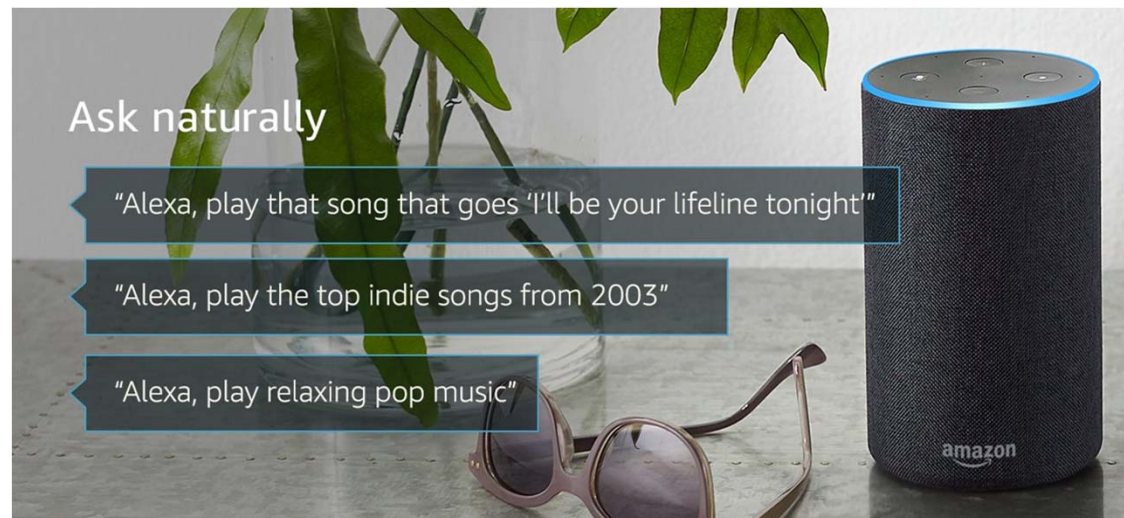 Ask naturally
“Alexa, play that song that goes ‘I’ll be your lifeline tonight’”
“Alexa, play the top indie songs from 2003”
“Alexa, play relaxing pop music”
amazon